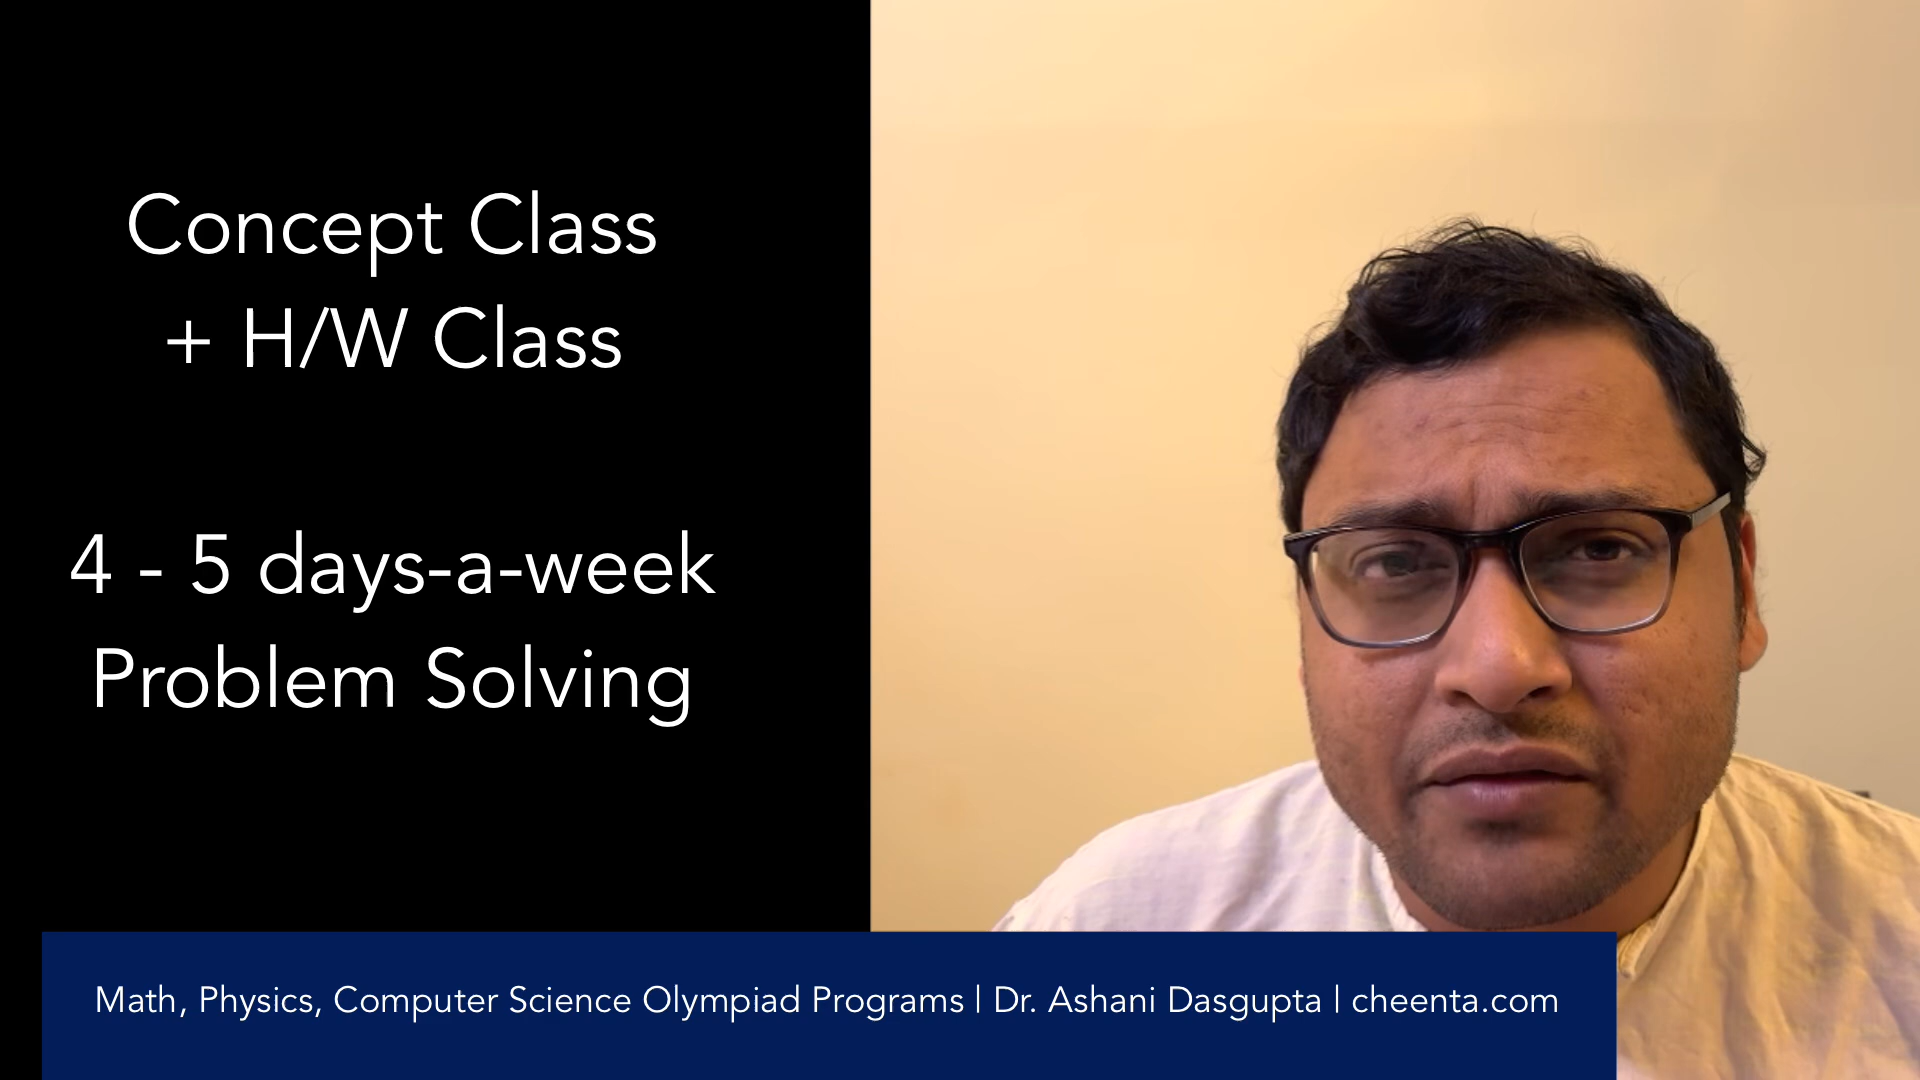 Concept Class
+ H/W Class
4 - 5 days-a-week
Problem Solving
Math, Physics, Computer Science Olympiad Programs | Dr. Ashani Dasgupta | cheenta.com